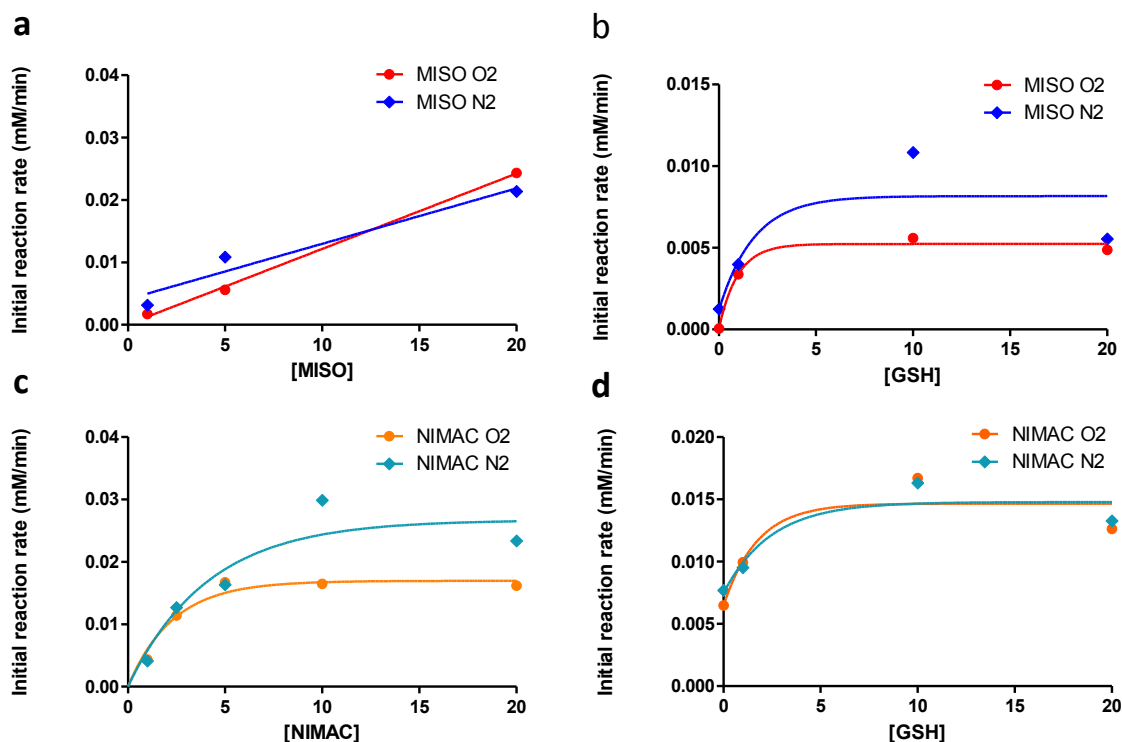 a
Initial reaction rate (mM/min)
0.04
0.03
0.02
0.01
0.00
0
5
10
15
20
[MISO]
MISO O2
MISO N2
b
Initial reaction rate (mM/min)
0.015
0.010
0.005
0.000
0
5
10
15
20
[GSH]
MISO O2
MISO N2
c
Initial reaction rate (mM/min)
0.04
0.03
0.02
0.01
0.00
0
5
10
15
20
[NIMAC]
NIMAC O2
NIMAC N2
d
Initial reaction rate (mM/min)
0.020
0.015
0.010
0.005
0.000
0
5
10
15
20
[GSH]
NIMAC O2
NIMAC N2